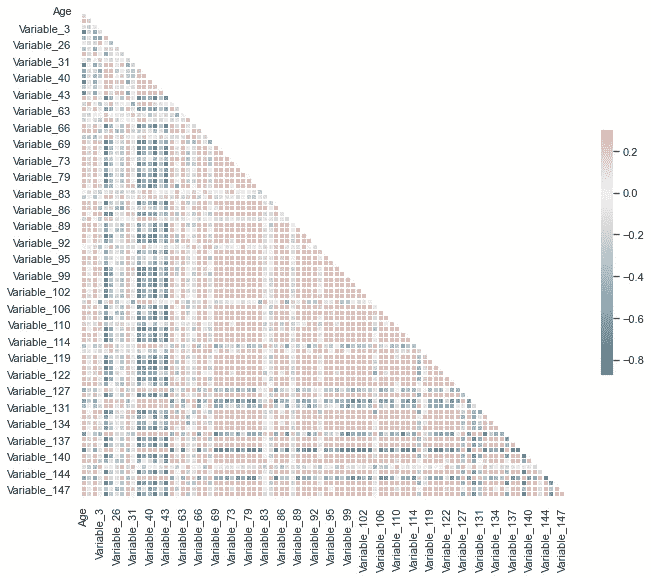 Age
Variable_3
Variable_26
Variable_31
Variable_40
Variable_43
Variable_63
Variable_66
Variable_69
Variable_73
Variable_79
Variable_83
Variable_86
Variable_89
Variable_92
Variable_95
Variable_99
Variable_102
Variable_106
Variable_110
Variable_114
Variable_119
Variable_122
Variable_127
Variable_131
Variable_134
Variable_137
Variable_140
Variable_144
Variable_147
0.2
0.0
−0.2
−0.4
−0.6
−0.8
Age
Variable_3
Variable_26
Variable_31
Variable_40
Variable_43
Variable_63
Variable_66
Variable_69
Variable_73
Variable_79
Variable_83
Variable_86
Variable_89
Variable_92
Variable_95
Variable_99
Variable_102
Variable_106
Variable_110
Variable_114
Variable_119
Variable_122
Variable_127
Variable_131
Variable_134
Variable_137
Variable_140
Variable_144
Variable_147